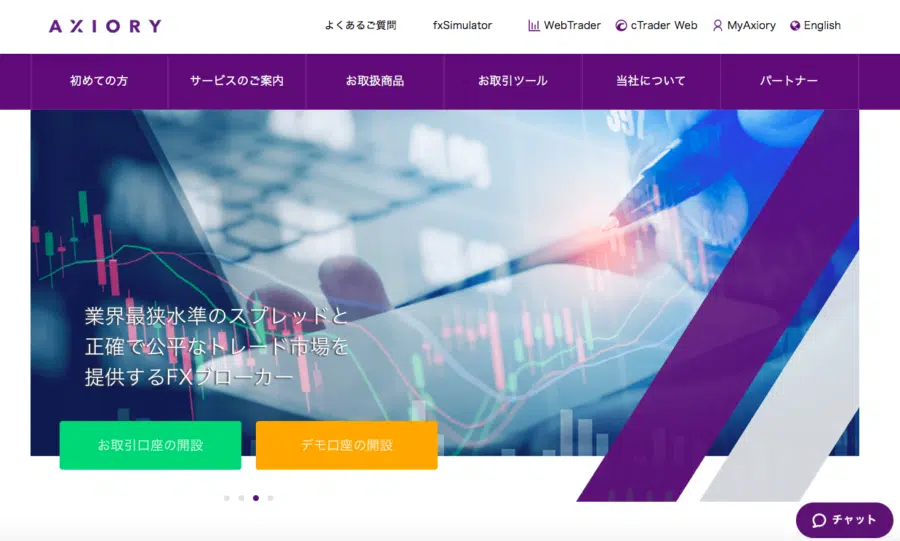 AXIORY
よくあるご質問
fxSimulator
WebTrader
cTrader Web
MyAxiory
English
初めての方
サービスのご案内
お取扱商品
お取引ツール
当社について
パートナー
業界最狭水準のスプレッドと
正確で公平なトレード市場を
提供するFXブローカー
お取引口座の開設
デモ口座の開設
チャット